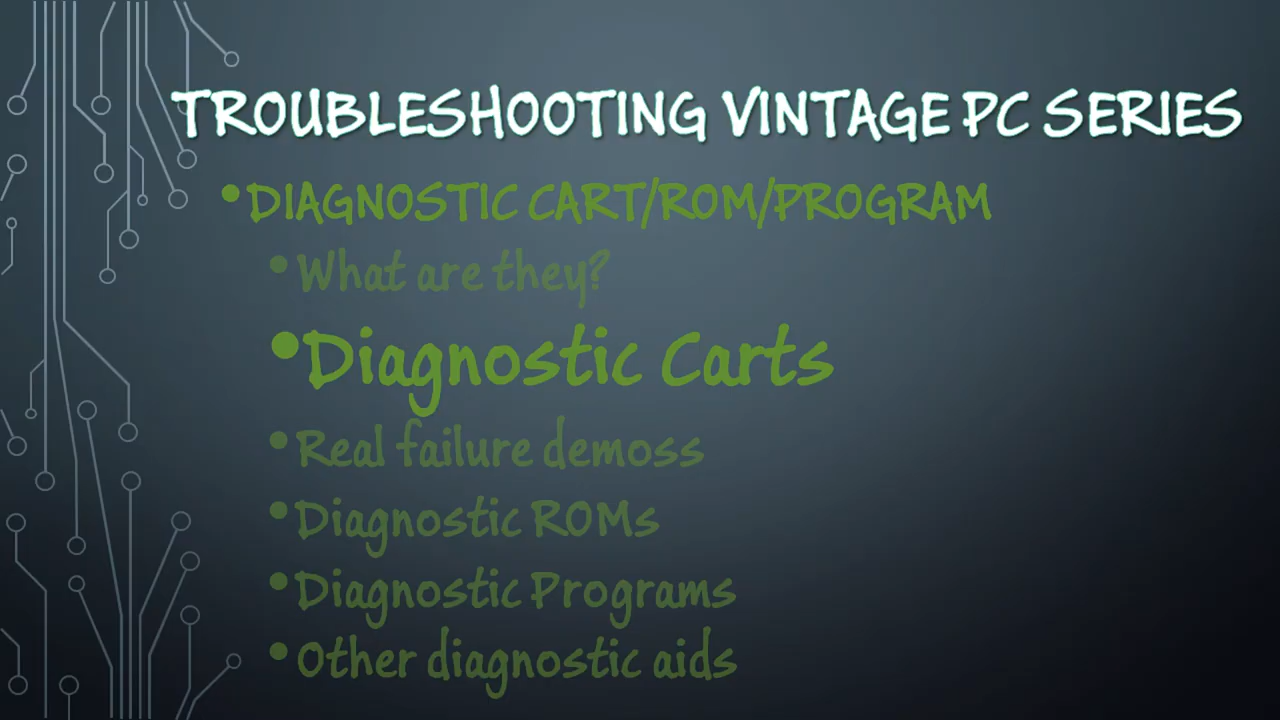 TROUBLESHOOTING VINTAGE PC SERIES
• DIAGNOSTIC CART/ROM/PROGRAM
• What are they?
• Diagnostic Carts
• Real failure demoss
• Diagnostic ROMs
• Diagnostic Programs
• Other diagnostic aids